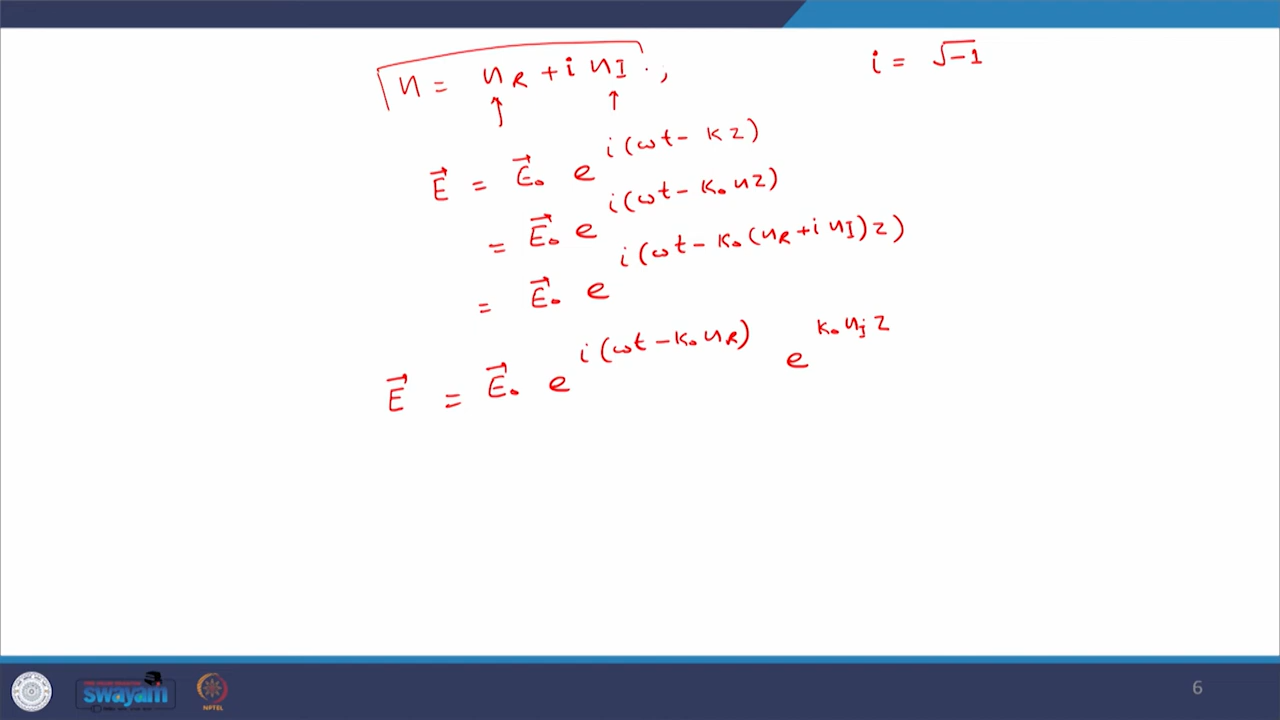 n = n_R + i n_I . , i = √-1
E⃗ = E⃗₀ e^{i(ωt - kz)}
= E⃗₀ e^{i(ωt - k₀nz)}
= E⃗₀ e^{i(ωt - k₀(n_R + i n_I)z)}
E⃗ = E⃗₀ e^{i(ωt - k₀n_R)} e^{k₀n_i z}
swayam
NPTEL
6